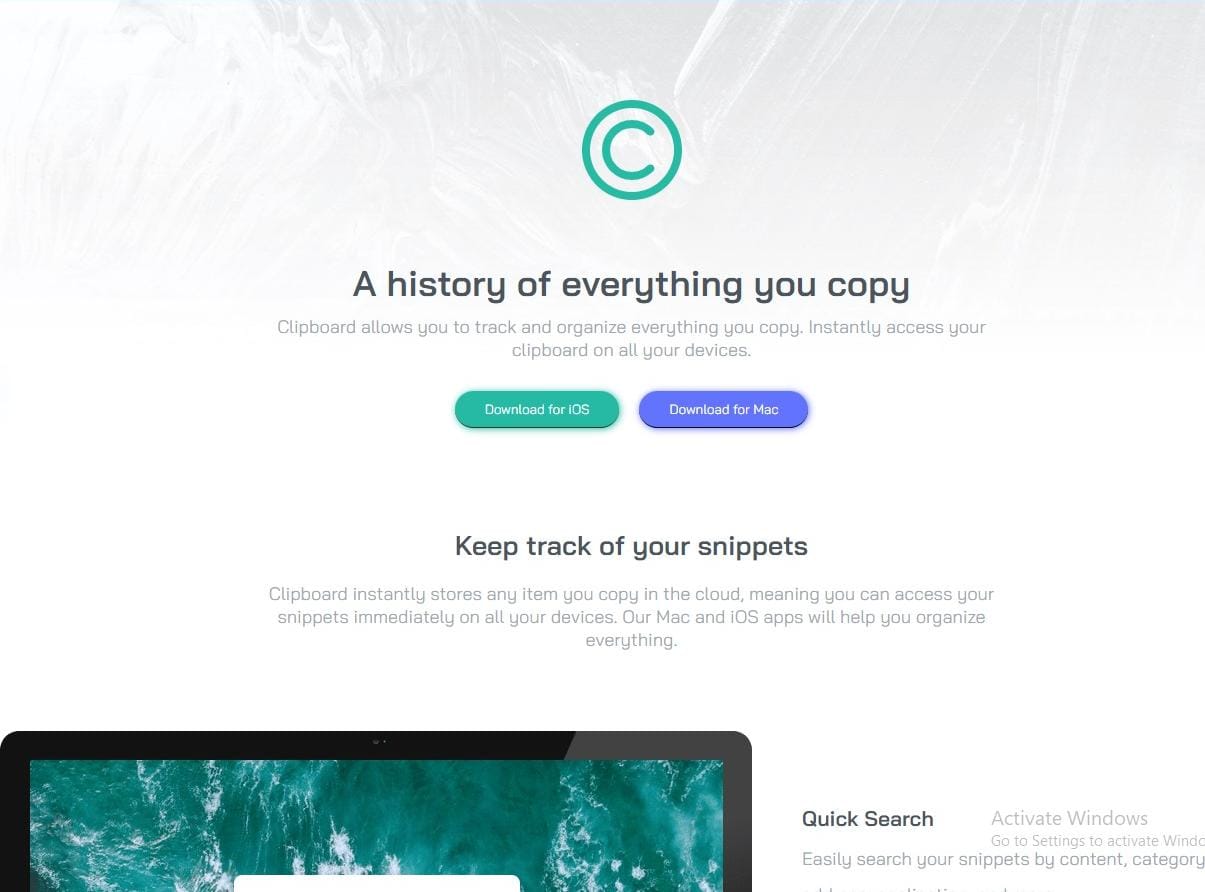 A history of everything you copy
Clipboard allows you to track and organize everything you copy. Instantly access your
clipboard on all your devices.
Download for iOS
Download for Mac
Keep track of your snippets
Clipboard instantly stores any item you copy in the cloud, meaning you can access your
snippets immediately on all your devices. Our Mac and iOS apps will help you organize
everything.
Quick Search
Easily search your snippets by content, category
Activate Windows
Go to Settings to activate Windo